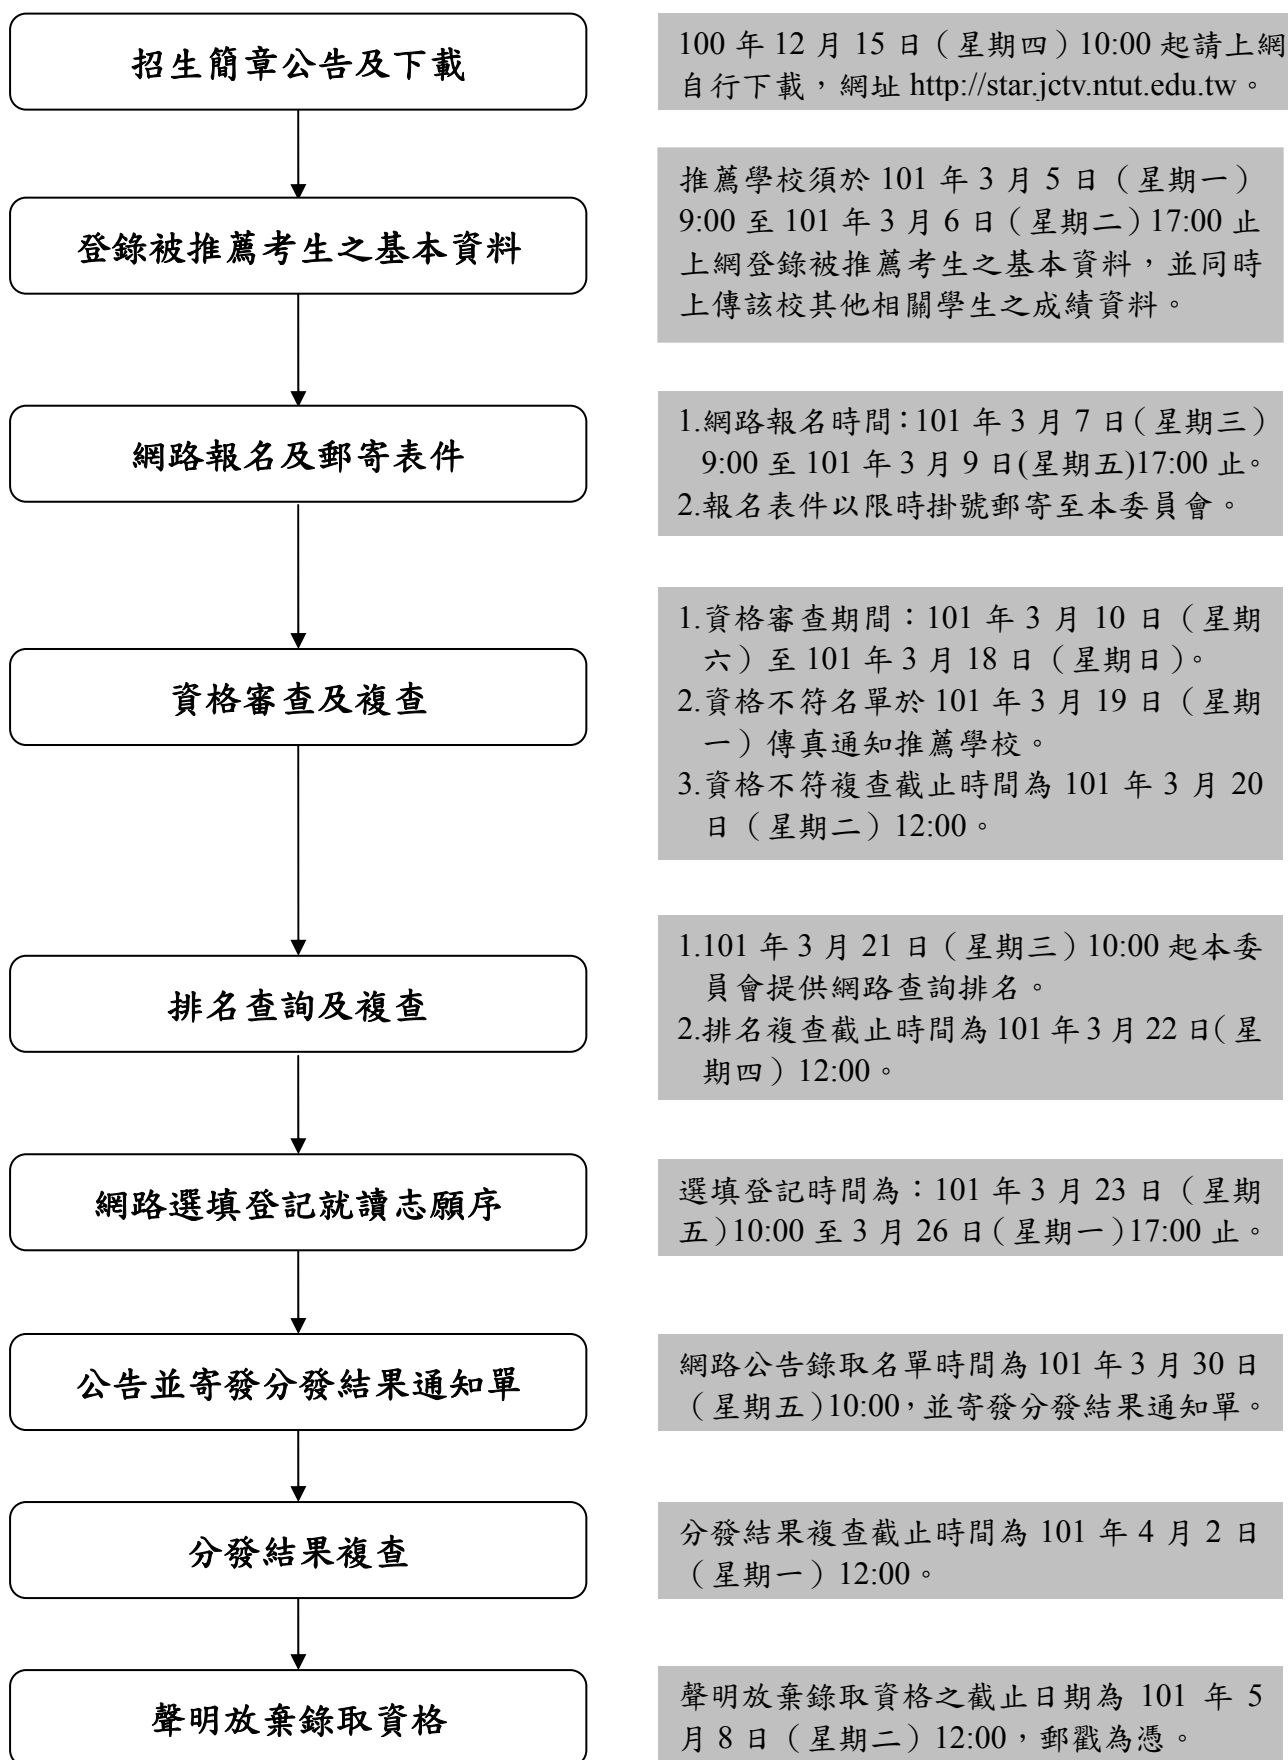 招生簡章公告及下載
100 年 12 月 15 日（星期四）10:00 起請上網
自行下載，網址 http://star.jctv.ntut.edu.tw。
登錄被推薦考生之基本資料
推薦學校須於 101 年 3 月 5 日（星期一）
9:00 至 101 年 3 月 6 日（星期二）17:00 止
上網登錄被推薦考生之基本資料，並同時
上傳該校其他相關學生之成績資料。
網路報名及郵寄表件
1.網路報名時間：101 年 3 月 7 日（星期三）
9:00 至 101 年 3 月 9 日(星期五)17:00 止。
2.報名表件以限時掛號郵寄至本委員會。
資格審查及複查
1.資格審查期間：101 年 3 月 10 日（星期
六）至 101 年 3 月 18 日（星期日）。
2.資格不符名單於 101 年 3 月 19 日（星期
一）傳真通知推薦學校。
3.資格不符複查截止時間為 101 年 3 月 20
日（星期二）12:00。
排名查詢及複查
1.101 年 3 月 21 日（星期三）10:00 起本委
員會提供網路查詢排名。
2.排名複查截止時間為 101 年 3 月 22 日（星
期四）12:00。
網路選填登記就讀志願序
選填登記時間為：101 年 3 月 23 日（星期
五）10:00 至 3 月 26 日（星期一）17:00 止。
公告並寄發分發結果通知單
網路公告錄取名單時間為 101 年 3 月 30 日
（星期五）10:00，並寄發分發結果通知單。
分發結果複查
分發結果複查截止時間為 101 年 4 月 2 日
（星期一）12:00。
聲明放棄錄取資格
聲明放棄錄取資格之截止日期為 101 年 5
月 8 日（星期二）12:00，郵戳為憑。